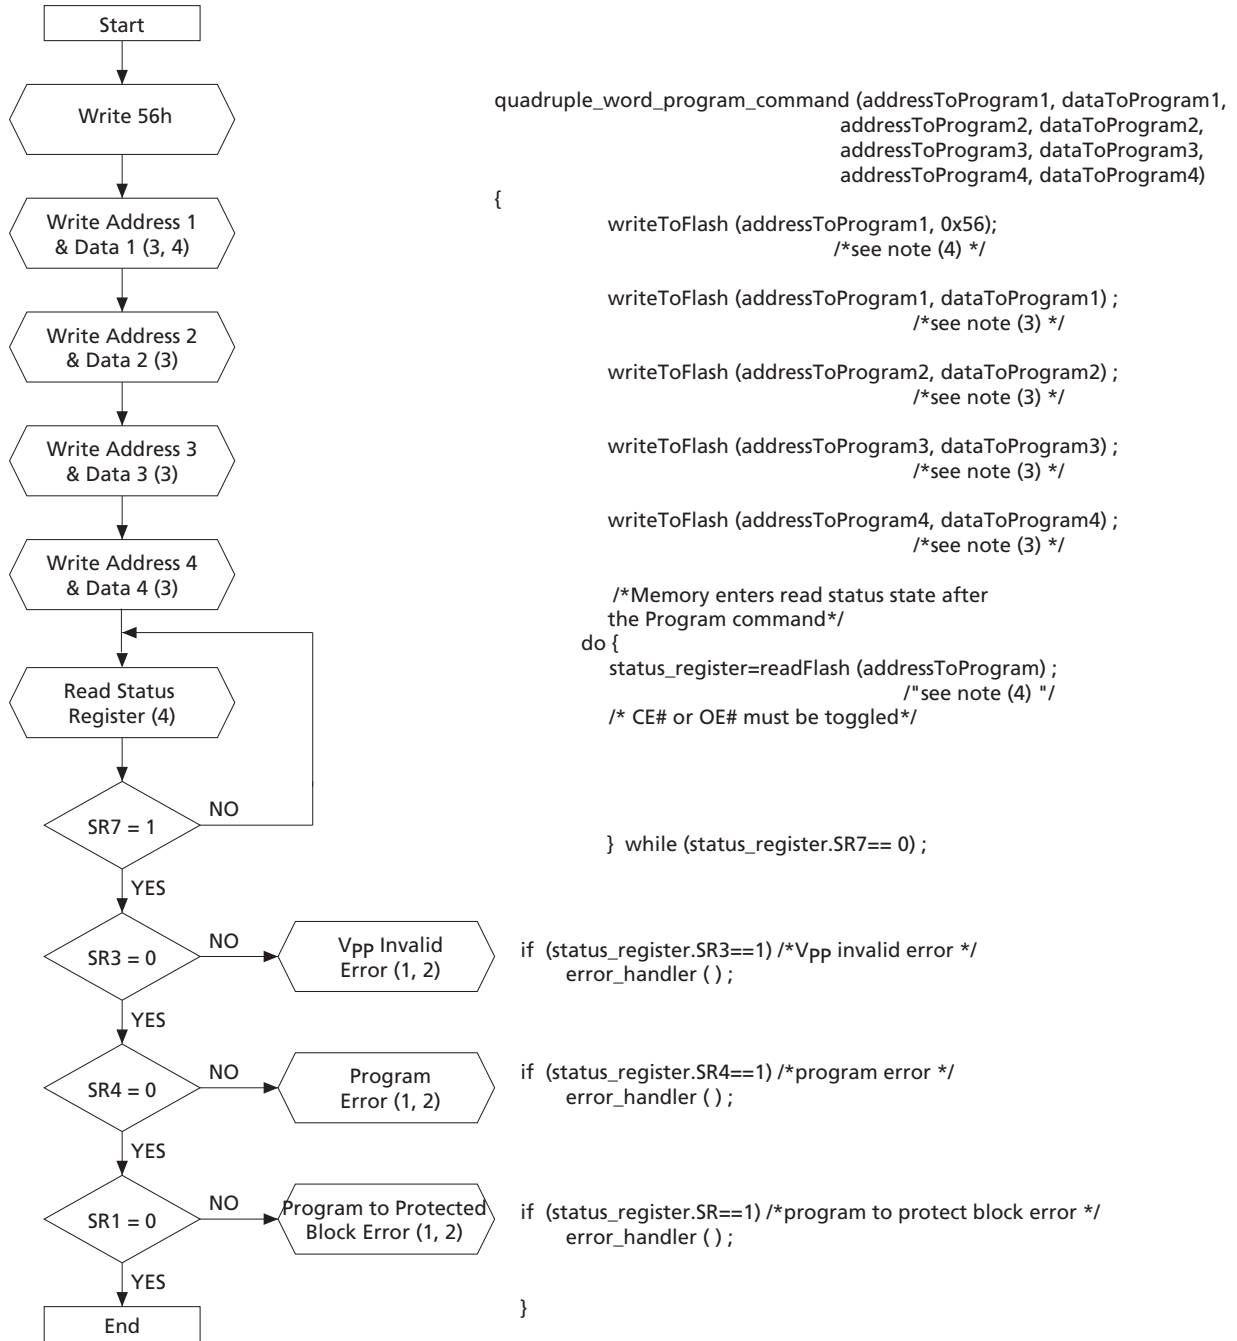 Start
Write 56h
Write Address 1
& Data 1 (3, 4)
Write Address 2
& Data 2 (3)
Write Address 3
& Data 3 (3)
Write Address 4
& Data 4 (3)
Read Status
Register (4)
SR7 = 1
NO
YES
SR3 = 0
NO
VPP Invalid
Error (1, 2)
YES
SR4 = 0
NO
Program
Error (1, 2)
YES
SR1 = 0
NO
Program to Protected
Block Error (1, 2)
YES
End
quadruple_word_program_command (addressToProgram1, dataToProgram1,
addressToProgram2, dataToProgram2,
addressToProgram3, dataToProgram3,
addressToProgram4, dataToProgram4)
{
writeToFlash (addressToProgram1, 0x56);
/*see note (4) */
writeToFlash (addressToProgram1, dataToProgram1) ;
/*see note (3) */
writeToFlash (addressToProgram2, dataToProgram2) ;
/*see note (3) */
writeToFlash (addressToProgram3, dataToProgram3) ;
/*see note (3) */
writeToFlash (addressToProgram4, dataToProgram4) ;
/*see note (3) */
/*Memory enters read status state after
the Program command*/
do {
status_register=readFlash (addressToProgram) ;
/"see note (4) "/
/* CE# or OE# must be toggled*/
} while (status_register.SR7== 0) ;
if (status_register.SR3==1) /*VPP invalid error */
error_handler ( ) ;
if (status_register.SR4==1) /*program error */
error_handler ( ) ;
if (status_register.SR==1) /*program to protect block error */
error_handler ( ) ;
}